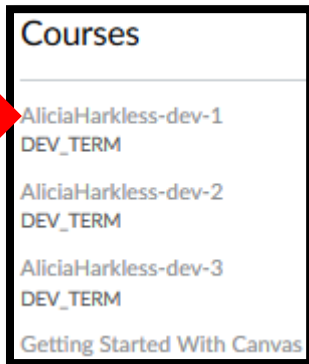 Courses
AliciaHarkless-dev-1
DEV_TERM
AliciaHarkless-dev-2
DEV_TERM
AliciaHarkless-dev-3
DEV_TERM
Getting Started With Canvas